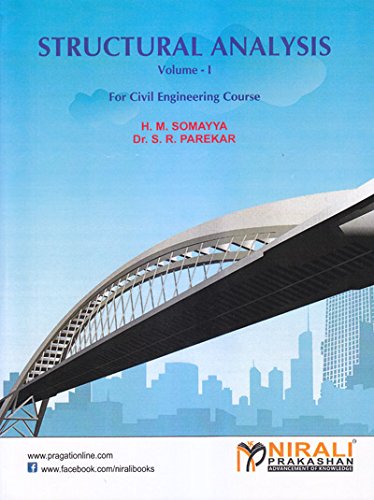 STRUCTURAL ANALYSIS
Volume - I
For Civil Engineering Course
H. M. SOMAYYA
Dr. S. R. PAREKAR
www.pragationline.com
f www.facebook.com/niralibooks
NIRALI
PRAKASHAN
ADVANCEMENT OF KNOWLEDGE